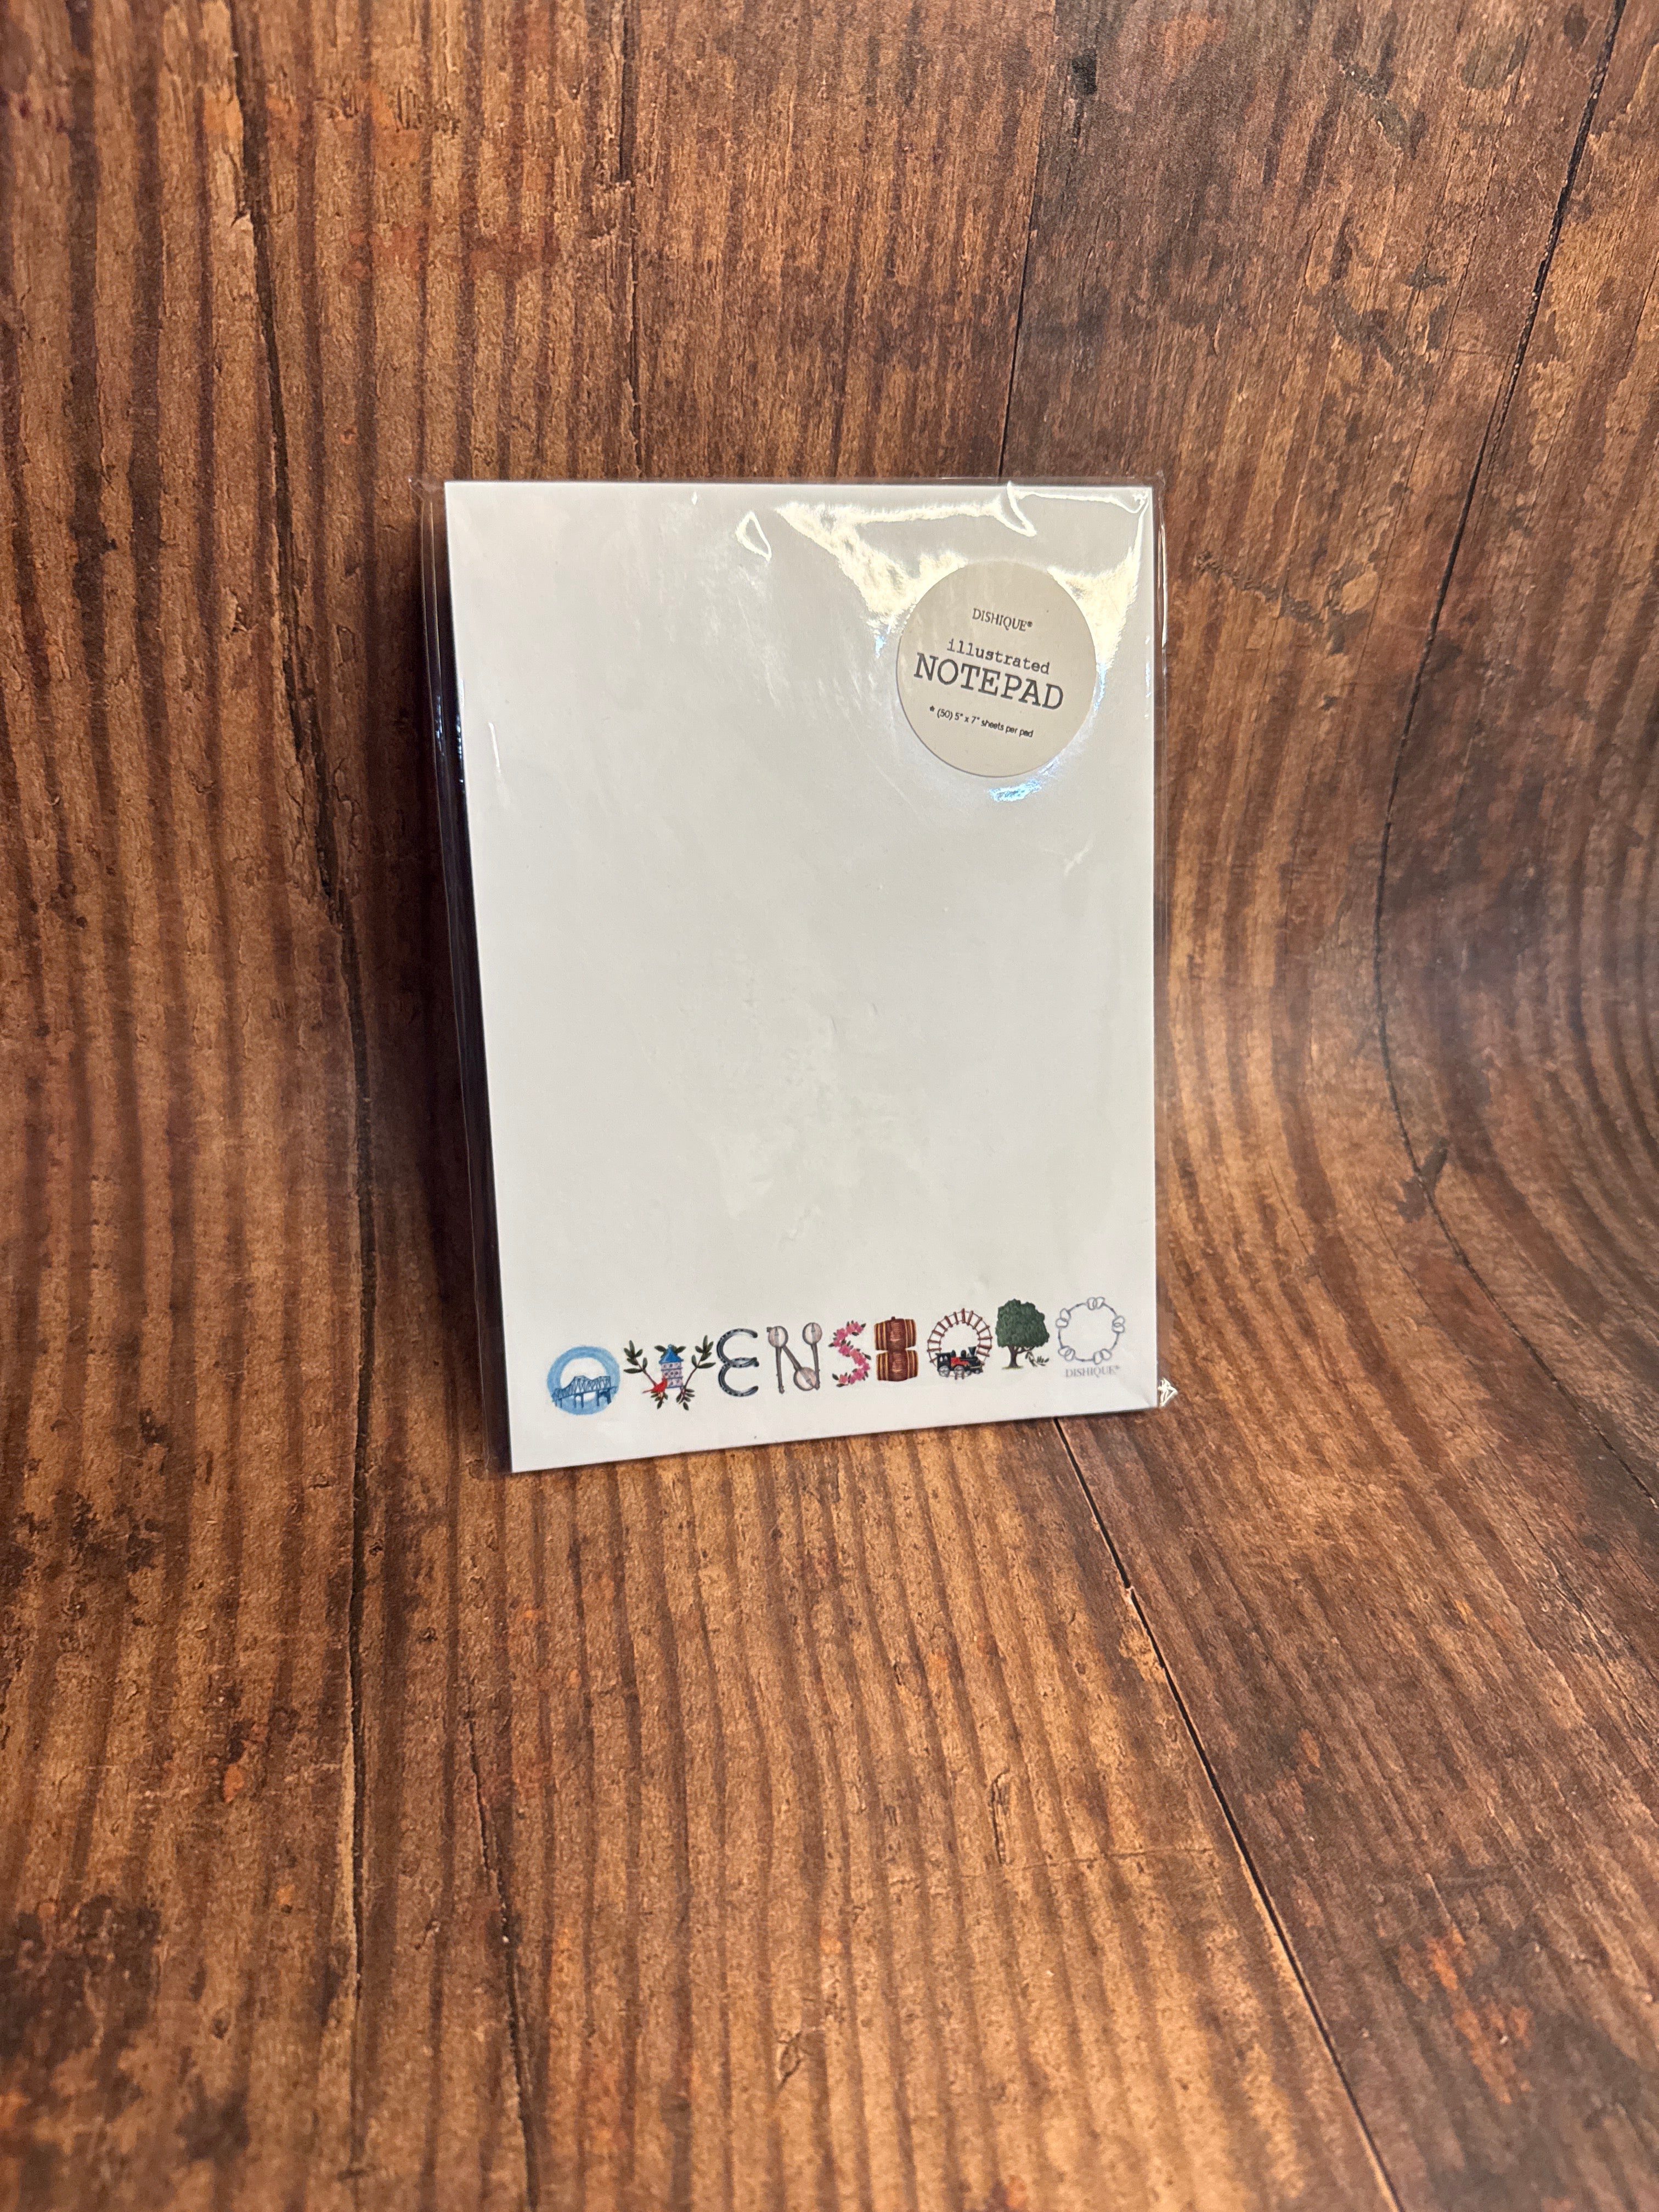 DISHIQUE®
illustrated
NOTEPAD
* (50) 5" x 7" sheets per pad
OWENSBORO
DISHIQUE®